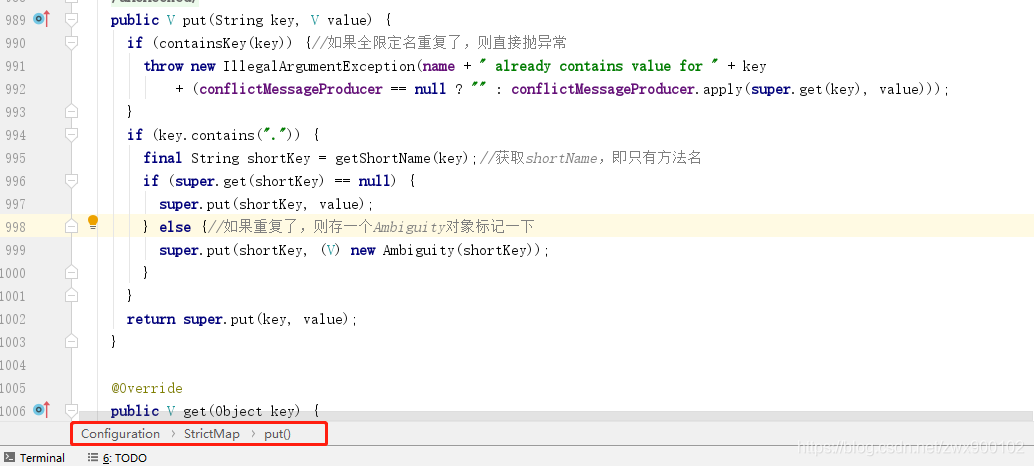 989 public V put(String key, V value) {
990 if (containsKey(key)) {//如果全限定名重复了，则直接抛异常
991 throw new IllegalArgumentException(name + " already contains value for " + key
992 + (conflictMessageProducer == null ? "" : conflictMessageProducer.apply(super.get(key), value)));
993 }
994 if (key.contains(".")) {
995 final String shortKey = getShortName(key);//获取shortName，即只有方法名
996 if (super.get(shortKey) == null) {
997 super.put(shortKey, value);
998 } else {//如果重复了，则存一个Ambiguity对象标记一下
999 super.put(shortKey, (V) new Ambiguity(shortKey));
1000 }
1001 }
1002 return super.put(key, value);
1003 }
1004
1005 @Override
1006 public V get(Object key) {
Configuration > StrictMap > put()
Terminal 6: TODO
https://blog.csdn.net/zwx900102